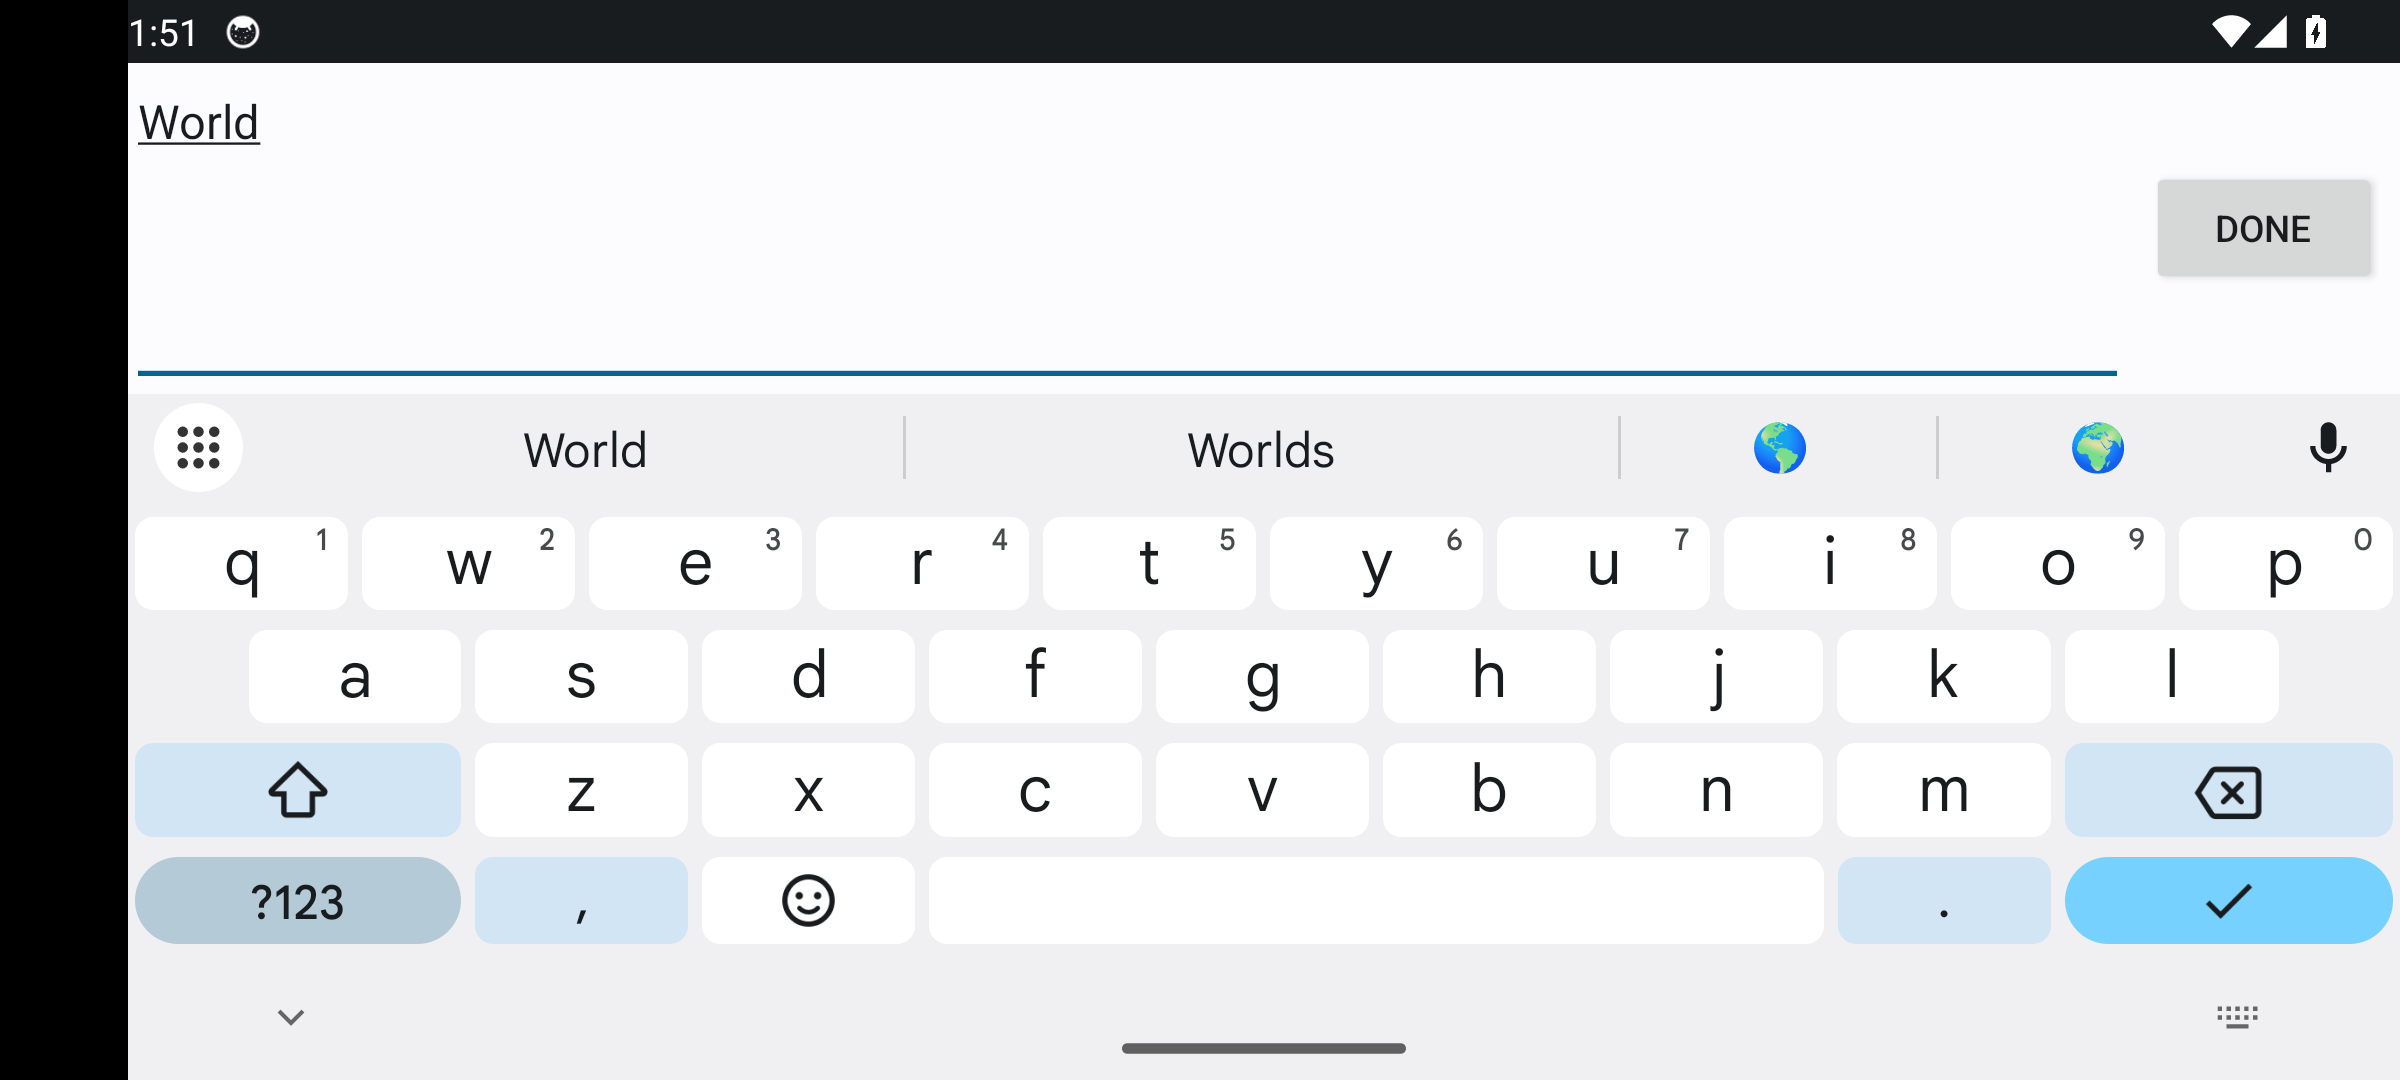 1:51
World
DONE
World Worlds 🌎 🌍
q 1 w 2 e 3 r 4 t 5 y 6 u 7 i 8 o 9 p 0
a s d f g h j k l
z x c v b n m
?123 , .